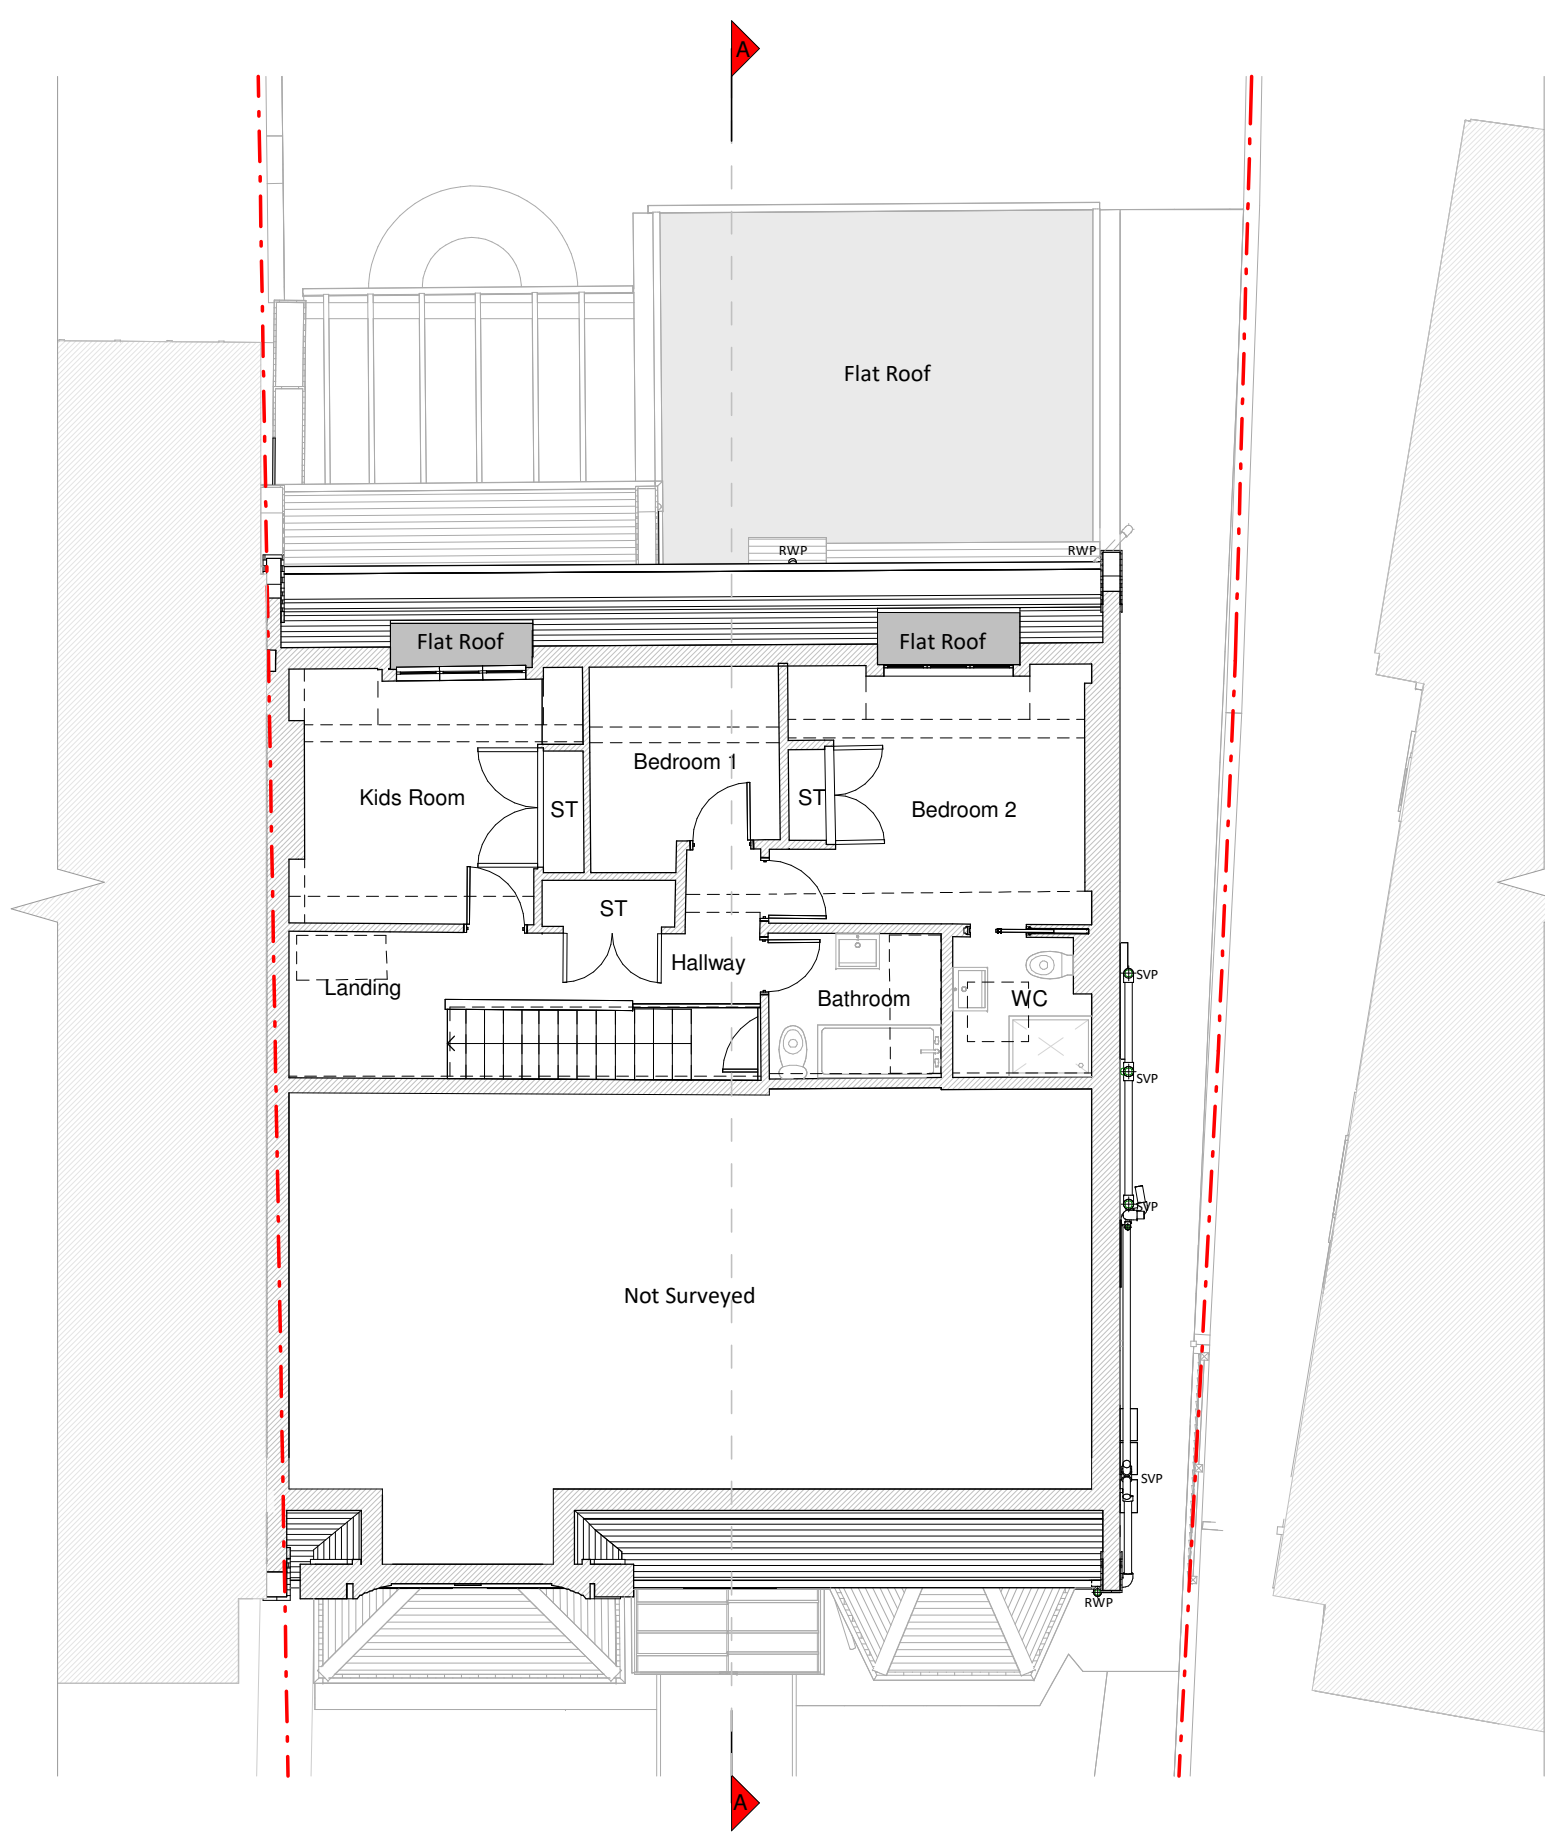 A
Flat Roof
RWP
RWP
Flat Roof
Flat Roof
Bedroom 1
Kids Room
ST
ST
Bedroom 2
ST
Hallway
Landing
Bathroom
WC
SVP
SVP
SVP
Not Surveyed
SVP
RWP
A